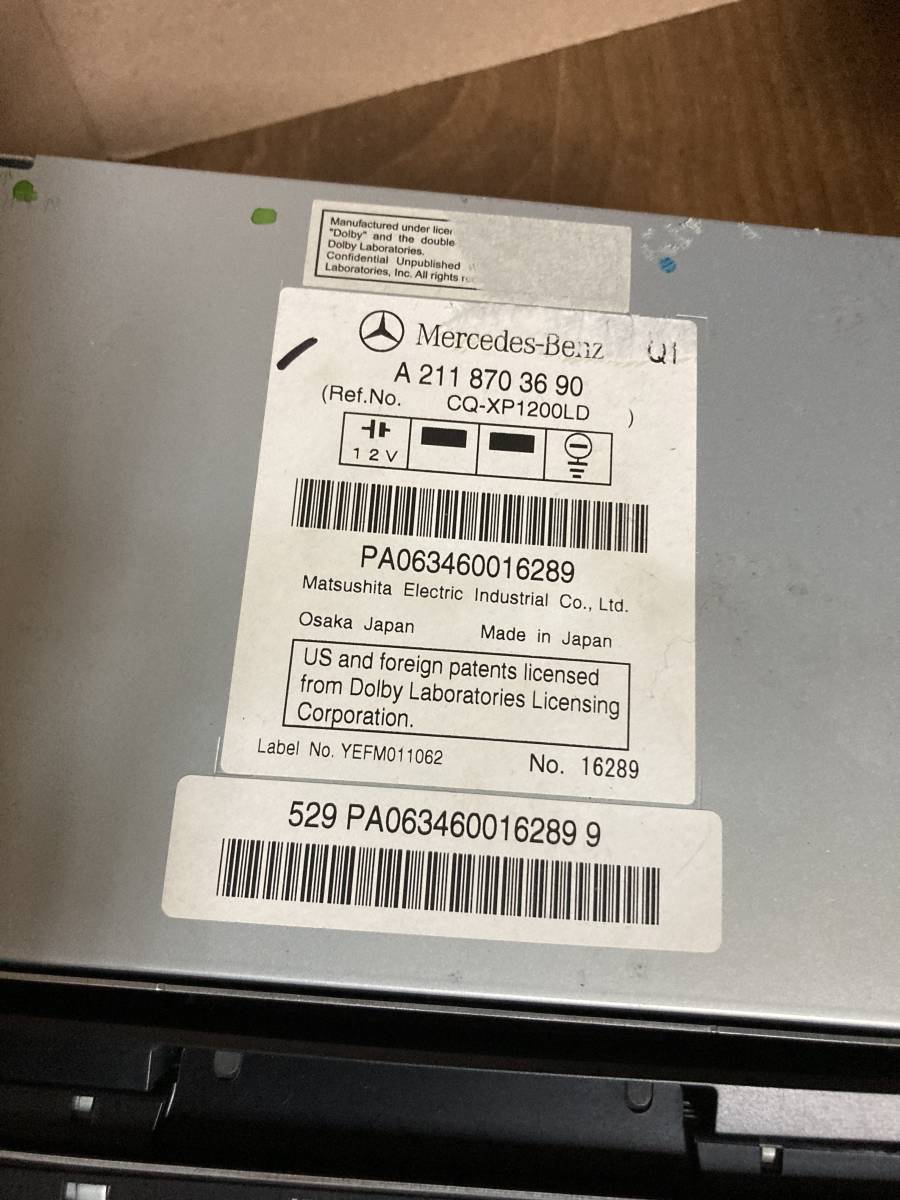 Manufactured under
"Dolby" and the double
Dolby Laboratories.
Confidential Unpublished
Laboratories, Inc. All rights
Mercedes-Benz Q1
A 211 870 36 90
(Ref.No. CQ-XP1200LD )
12V
PA063460016289
Matsushita Electric Industrial Co., Ltd.
Osaka Japan Made in Japan
US and foreign patents licensed
from Dolby Laboratories Licensing
Corporation.
Label No. YEFM011062 No. 16289
529 PA063460016289 9